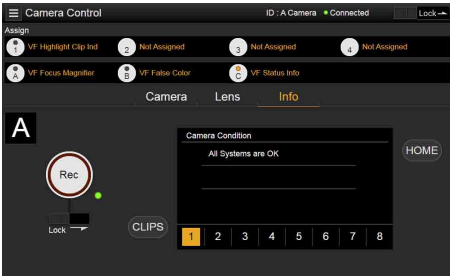 Camera Control
ID : A Camera
Connected
Lock
Assign
1 VF Highlight Clip Ind
2 Not Assigned
3 Not Assigned
4 Not Assigned
A VF Focus Magnifier
B VF False Color
C VF Status Info
Camera Lens Info
A
Camera Condition
All Systems are OK
HOME
Rec
Lock
CLIPS
1 2 3 4 5 6 7 8